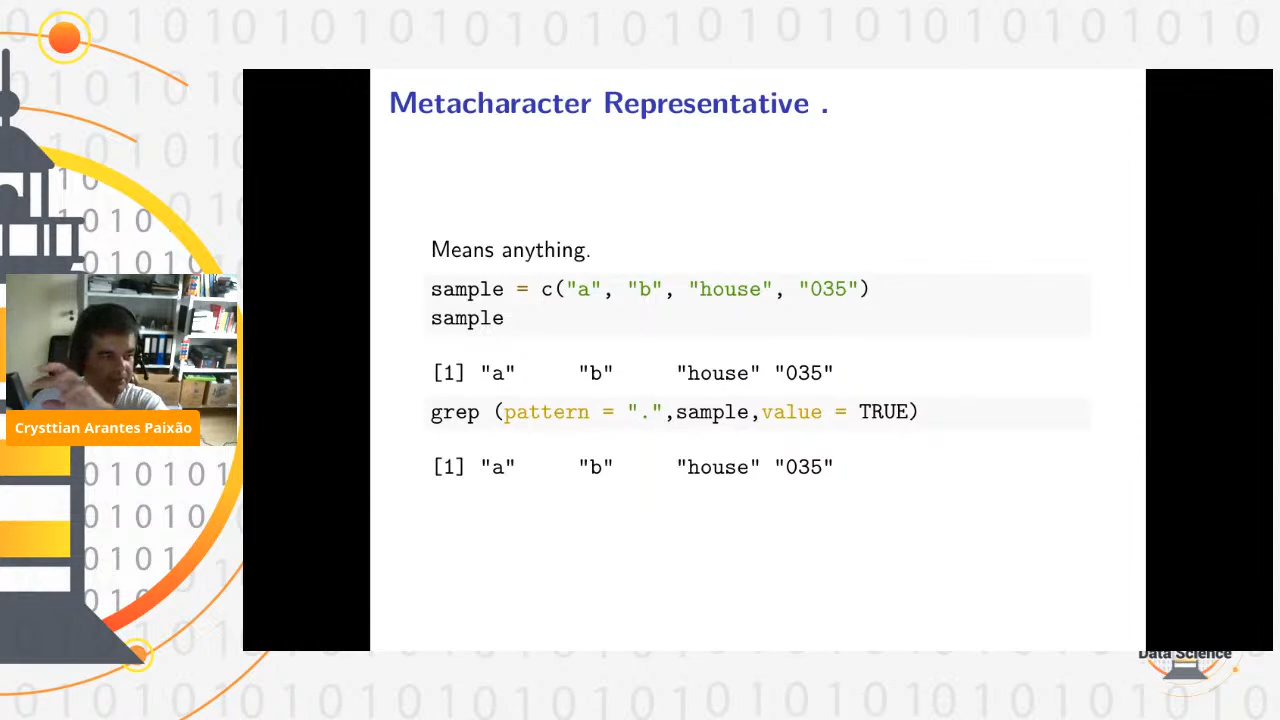 Metacharacter Representative .
Means anything.
sample = c("a", "b", "house", "035")
sample
[1] "a" "b" "house" "035"
grep (pattern = ".",sample,value = TRUE)
[1] "a" "b" "house" "035"
Crysttian Arantes Paixão
Data Science